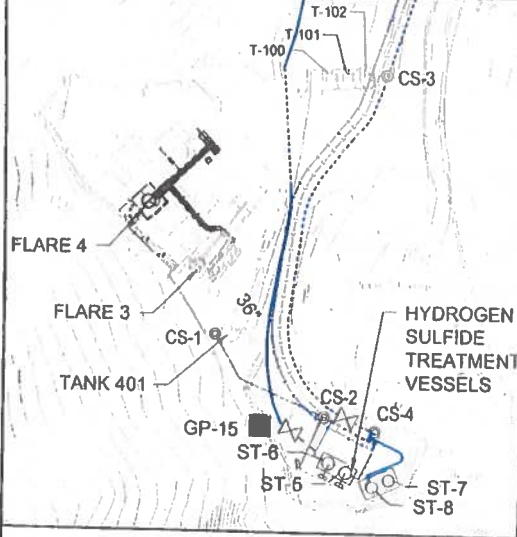 T-102
T-101
T-100
CS-3
FLARE 4
FLARE 3
36"
HYDROGEN
SULFIDE
TREATMENT
VESSELS
CS-1
TANK 401
CS-2
CS-4
GP-15
ST-6
ST-5
ST-7
ST-8